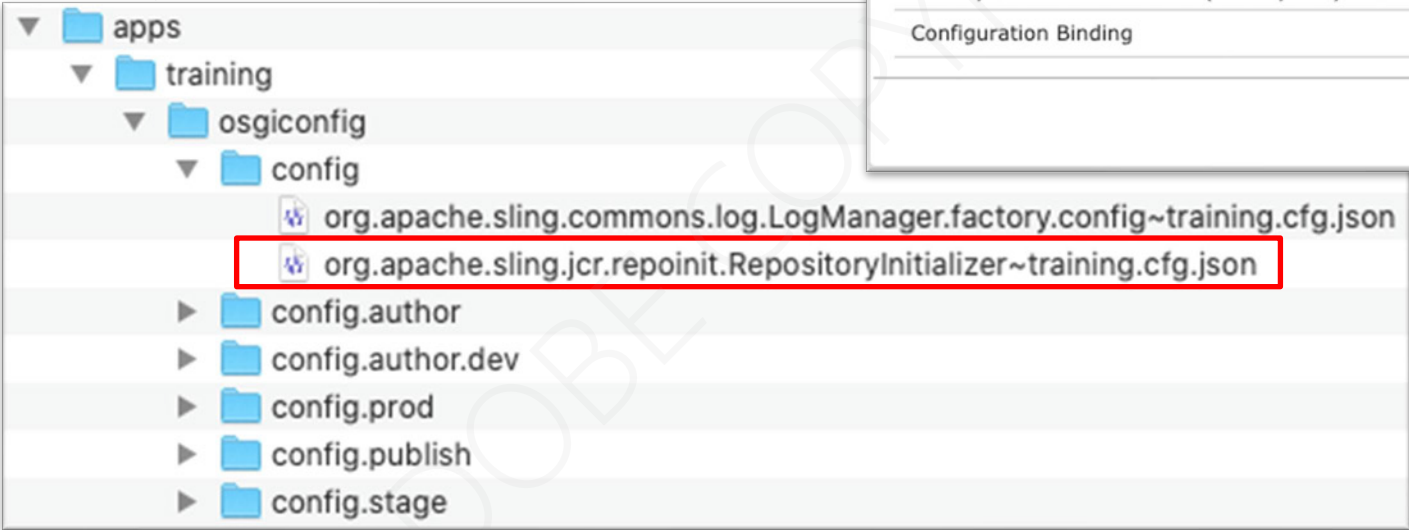 apps
training
osgiconfig
config
org.apache.sling.commons.log.LogManager.factory.config~training.cfg.json
org.apache.sling.jcr.repoinit.RepositoryInitializer~training.cfg.json
config.author
config.author.dev
config.prod
config.publish
config.stage
Configuration Binding